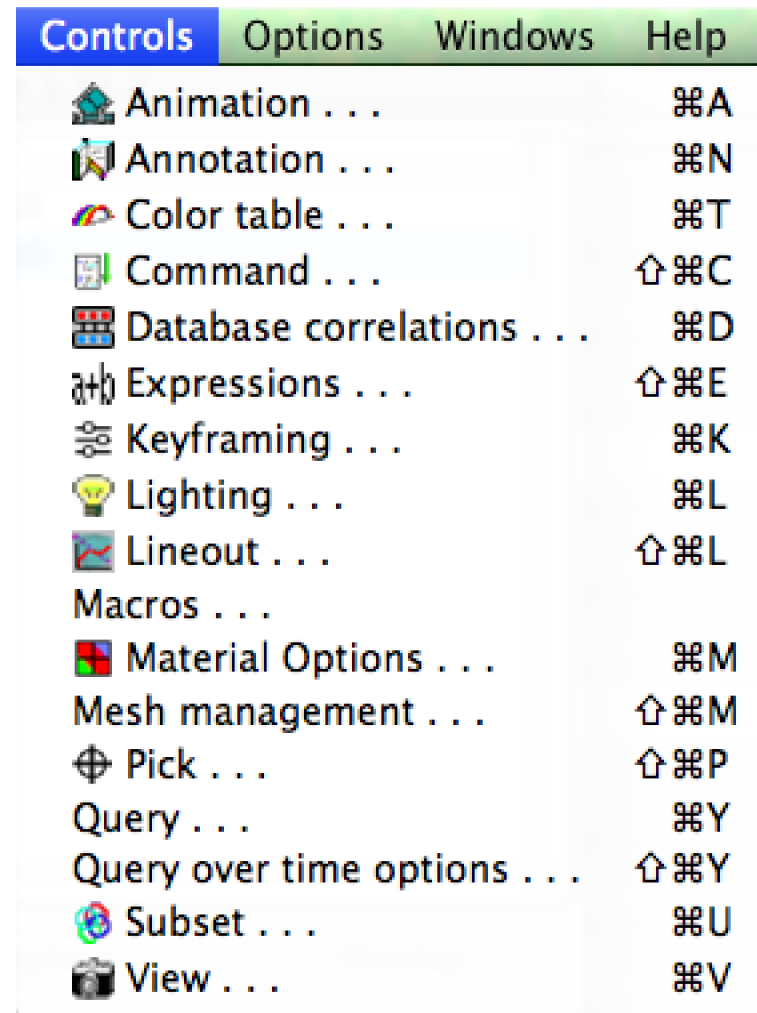 Controls Options Windows Help
Animation . . . ⌘A
Annotation . . . ⌘N
Color table . . . ⌘T
Command . . . ⇧⌘C
Database correlations . . . ⌘D
a+b Expressions . . . ⇧⌘E
Keyframing . . . ⌘K
Lighting . . . ⌘L
Lineout . . . ⇧⌘L
Macros . . .
Material Options . . . ⌘M
Mesh management . . . ⇧⌘M
Pick . . . ⇧⌘P
Query . . . ⌘Y
Query over time options . . . ⇧⌘Y
Subset . . . ⌘U
View . . . ⌘V